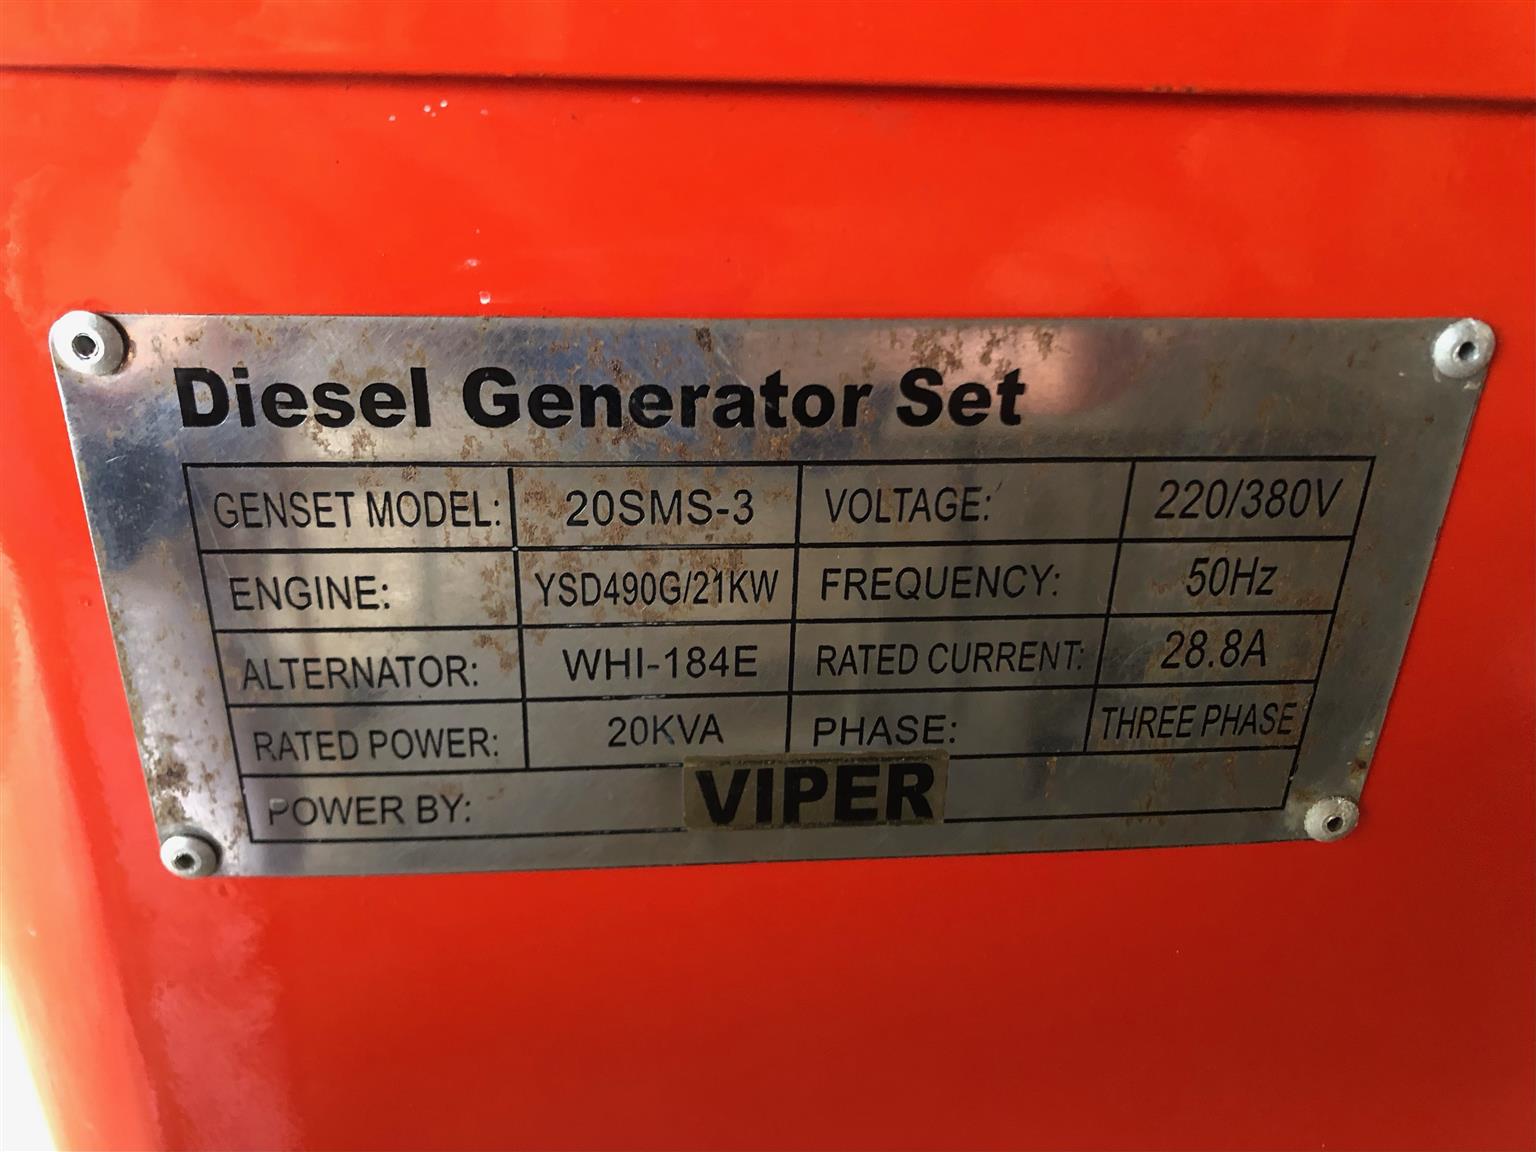 Diesel Generator Set
GENSET MODEL: 20SMS-3 VOLTAGE: 220/380V
ENGINE: YSD490G/21KW FREQUENCY: 50Hz
ALTERNATOR: WHI-184E RATED CURRENT: 28.8A
RATED POWER: 20KVA PHASE: THREE PHASE
POWER BY: VIPER